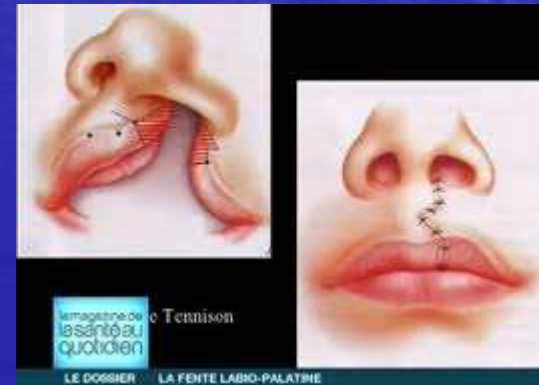 le magazine de
la santé au
quotidien
e Tennison
LE DOSSIER LA FENTE LABIO-PALATINE